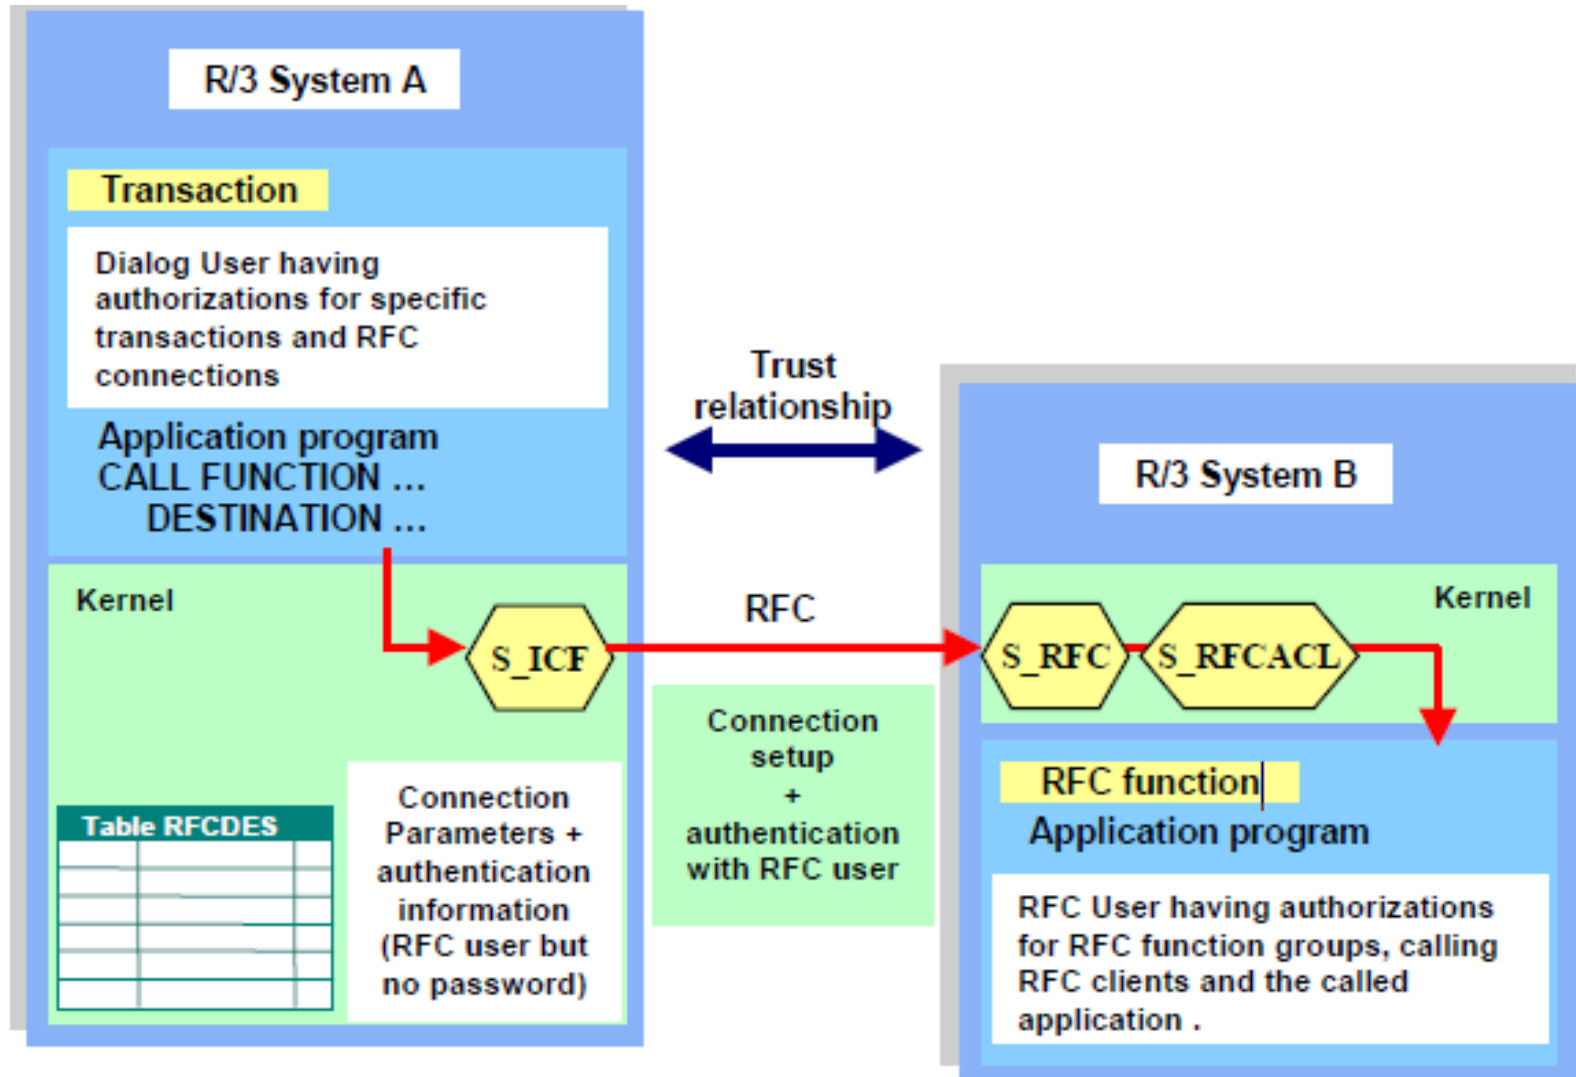 R/3 System A
Transaction
Dialog User having
authorizations for specific
transactions and RFC
connections
Application program
CALL FUNCTION ...
DESTINATION ...
Kernel
S_ICF
Table RFCDES
Connection
Parameters +
authentication
information
(RFC user but
no password)
Trust
relationship
RFC
Connection
setup
+
authentication
with RFC user
R/3 System B
Kernel
S_RFC
S_RFCACL
RFC function
Application program
RFC User having authorizations
for RFC function groups, calling
RFC clients and the called
application .